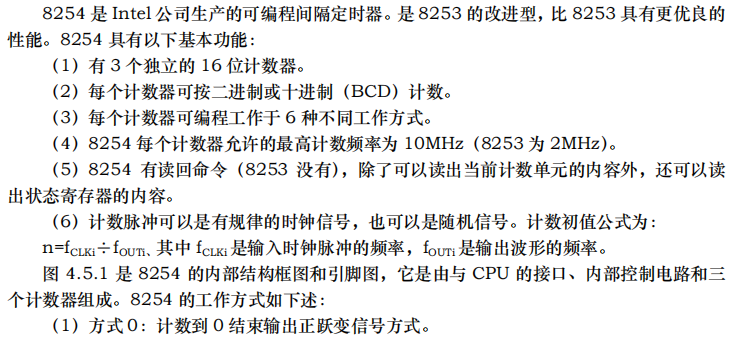 8254 是 Intel 公司生产的可编程间隔定时器。是 8253 的改进型，比 8253 具有更优良的
性能。8254 具有以下基本功能：
（1）有 3 个独立的 16 位计数器。
（2）每个计数器可按二进制或十进制（BCD）计数。
（3）每个计数器可编程工作于 6 种不同工作方式。
（4）8254 每个计数器允许的最高计数频率为 10MHz（8253 为 2MHz）。
（5）8254 有读回命令（8253 没有），除了可以读出当前计数单元的内容外，还可以读
出状态寄存器的内容。
（6）计数脉冲可以是有规律的时钟信号，也可以是随机信号。计数初值公式为：
n=fCLKi÷fOUTi、其中 fCLKi 是输入时钟脉冲的频率，fOUTi 是输出波形的频率。
图 4.5.1 是 8254 的内部结构框图和引脚图，它是由与 CPU 的接口、内部控制电路和三
个计数器组成。8254 的工作方式如下述：
（1）方式 0：计数到 0 结束输出正跃变信号方式。